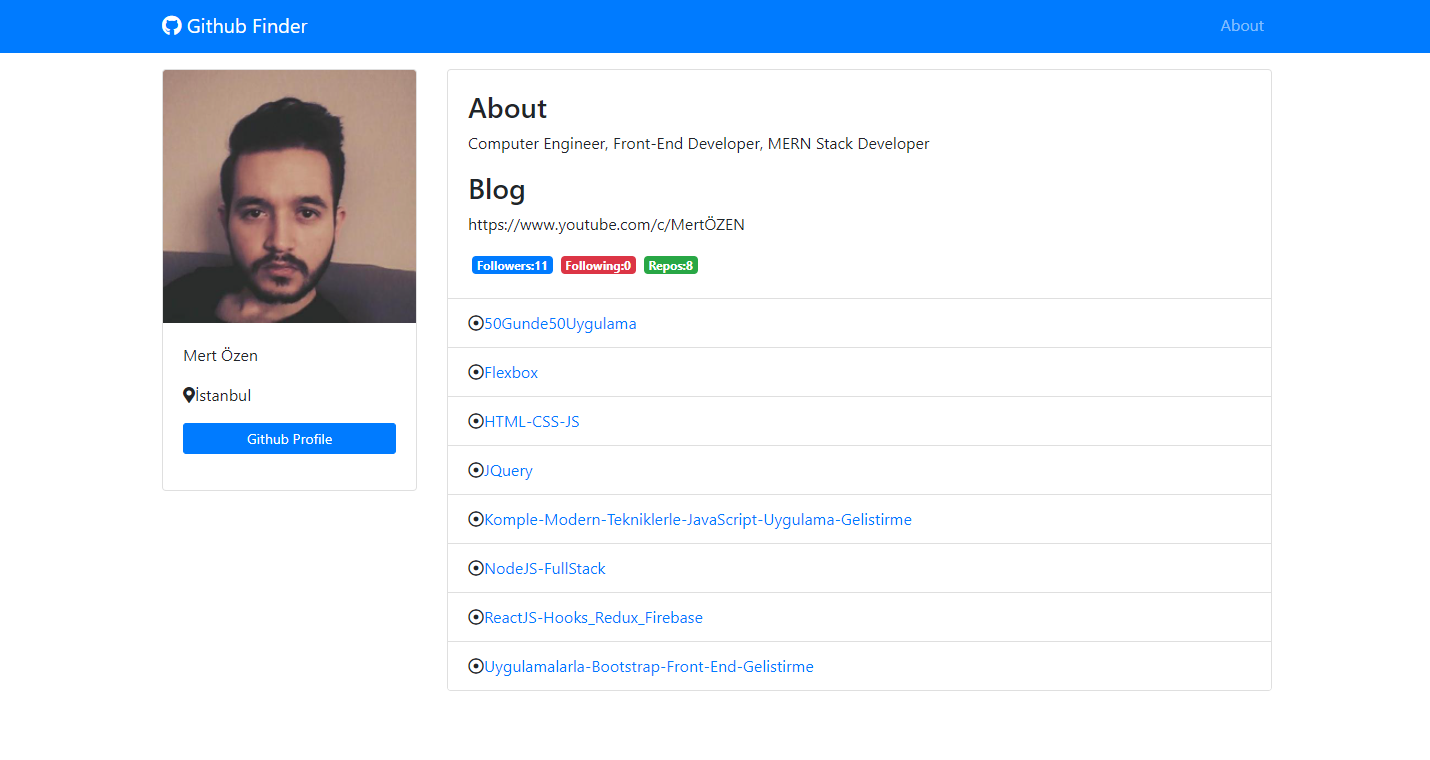 Github Finder
About
About
Computer Engineer, Front-End Developer, MERN Stack Developer
Blog
https://www.youtube.com/c/MertÖZEN
Followers:11 Following:0 Repos:8
Mert Özen
İstanbul
Github Profile
50Gunde50Uygulama
Flexbox
HTML-CSS-JS
JQuery
Komple-Modern-Tekniklerle-JavaScript-Uygulama-Gelistirme
NodeJS-FullStack
ReactJS-Hooks_Redux_Firebase
Uygulamalarla-Bootstrap-Front-End-Gelistirme